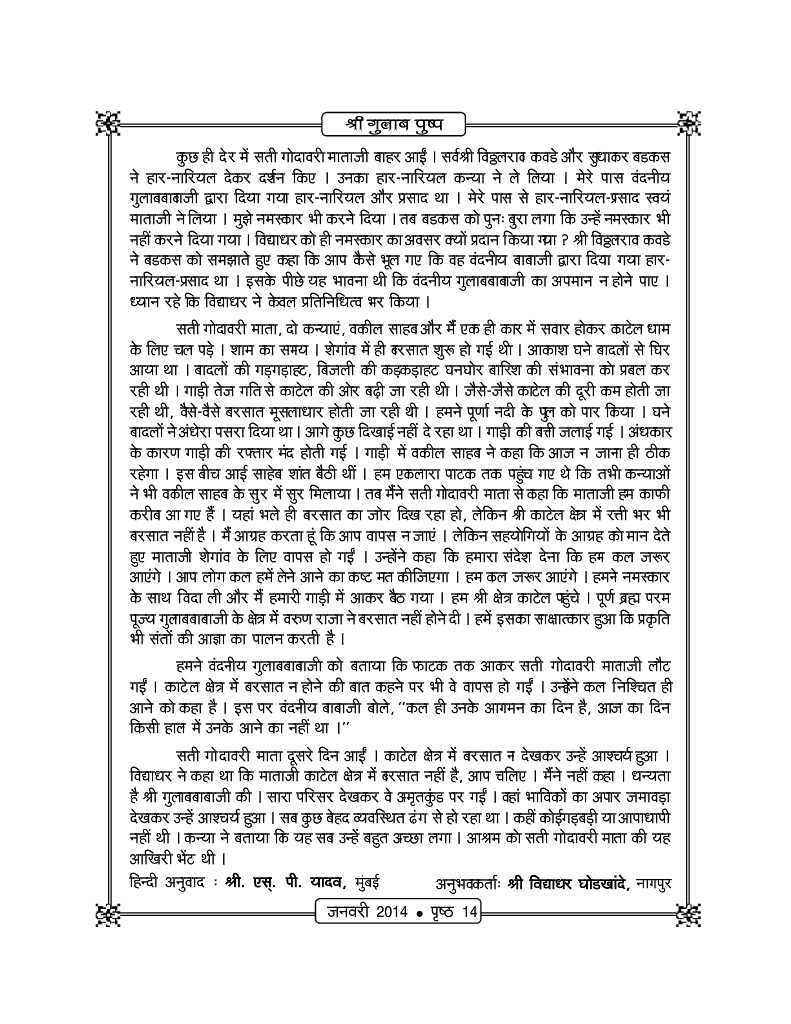 श्री गुलाब पुष्प
कुछ ही देर में सती गोदावरी माताजी बाहर आईं । सर्वश्री विठ्ठलराव कवडे और सुधाकर बडकस
ने हार-नारियल देकर दर्शन किए । उनका हार-नारियल कन्या ने ले लिया । मेरे पास वंदनीय
गुलाबबाबाजी द्वारा दिया गया हार-नारियल और प्रसाद था । मेरे पास से हार-नारियल-प्रसाद स्वयं
माताजी ने लिया । मुझे नमस्कार भी करने दिया । तब बडकस को पुनः बुरा लगा कि उन्हें नमस्कार भी
नहीं करने दिया गया । विद्याधर को ही नमस्कार का अवसर क्यों प्रदान किया गया ? श्री विठ्ठलराव कवडे
ने बडकस को समझाते हुए कहा कि आप कैसे भूल गए कि वह वंदनीय बाबाजी द्वारा दिया गया हार-
नारियल-प्रसाद था । इसके पीछे यह भावना थी कि वंदनीय गुलाबबाबाजी का अपमान न होने पाए ।
ध्यान रहे कि विद्याधर ने केवल प्रतिनिधित्व भर किया ।
सती गोदावरी माता, दो कन्याएं, वकील साहब और मैं एक ही कार में सवार होकर काटेल धाम
के लिए चल पड़े । शाम का समय । शेगांव में ही बरसात शुरू हो गई थी । आकाश घने बादलों से घिर
आया था । बादलों की गड़गड़ाहट, बिजली की कड़कड़ाहट घनघोर बारिश की संभावना को प्रबल कर
रही थी । गाड़ी तेज गति से काटेल की ओर बढ़ी जा रही थी । जैसे-जैसे काटेल की दूरी कम होती जा
रही थी, वैसे-वैसे बरसात मूसलाधार होती जा रही थी । हमने पूर्णा नदी के पुल को पार किया । घने
बादलों ने अंधेरा पसरा दिया था । आगे कुछ दिखाई नहीं दे रहा था । गाड़ी की बत्ती जलाई गई । अंधकार
के कारण गाड़ी की रफ्तार मंद होती गई । गाड़ी में वकील साहब ने कहा कि आज न जाना ही ठीक
रहेगा । इस बीच आई साहेब शांत बैठी थीं । हम एकलारा पाटक तक पहुंच गए थे कि तभी कन्याओं
ने भी वकील साहब के सुर में सुर मिलाया । तब मैंने सती गोदावरी माता से कहा कि माताजी हम काफी
करीब आ गए हैं । यहां भले ही बरसात का जोर दिख रहा हो, लेकिन श्री काटेल क्षेत्र में रत्ती भर भी
बरसात नहीं है । मैं आग्रह करता हूं कि आप वापस न जाएं । लेकिन सहयोगियों के आग्रह को मान देते
हुए माताजी शेगांव के लिए वापस हो गईं । उन्होंने कहा कि हमारा संदेश देना कि हम कल जरूर
आएंगे । आप लोग कल हमें लेने आने का कष्ट मत कीजिएगा । हम कल जरूर आएंगे । हमने नमस्कार
के साथ विदा ली और मैं हमारी गाड़ी में आकर बैठ गया । हम श्री क्षेत्र काटेल पहुंचे । पूर्ण ब्रह्म परम
पूज्य गुलाबबाबाजी के क्षेत्र में वरुण राजा ने बरसात नहीं होने दी । हमें इसका साक्षात्कार हुआ कि प्रकृति
भी संतों की आज्ञा का पालन करती है ।
हमने वंदनीय गुलाबबाबाजी को बताया कि फाटक तक आकर सती गोदावरी माताजी लौट
गईं । काटेल क्षेत्र में बरसात न होने की बात कहने पर भी वे वापस हो गईं । उन्होंने कल निश्चित ही
आने को कहा है । इस पर वंदनीय बाबाजी बोले, ''कल ही उनके आगमन का दिन है, आज का दिन
किसी हाल में उनके आने का नहीं था ।''
सती गोदावरी माता दूसरे दिन आईं । काटेल क्षेत्र में बरसात न देखकर उन्हें आश्चर्य हुआ ।
विद्याधर ने कहा था कि माताजी काटेल क्षेत्र में बरसात नहीं है, आप चलिए । मैंने नहीं कहा । धन्यता
है श्री गुलाबबाबाजी की । सारा परिसर देखकर वे अमृतकुंड पर गईं । वहां भाविकों का अपार जमावड़ा
देखकर उन्हें आश्चर्य हुआ । सब कुछ बेहद व्यवस्थित ढंग से हो रहा था । कहीं कोई गड़बड़ी या आपाधापी
नहीं थी । कन्या ने बताया कि यह सब उन्हें बहुत अच्छा लगा । आश्रम को सती गोदावरी माता की यह
आखिरी भेंट थी ।
हिन्दी अनुवाद : श्री. एस्. पी. यादव, मुंबई अनुभवकर्ताः श्री विद्याधर घोडखांदे, नागपुर
जनवरी 2014 ● पृष्ठ 14